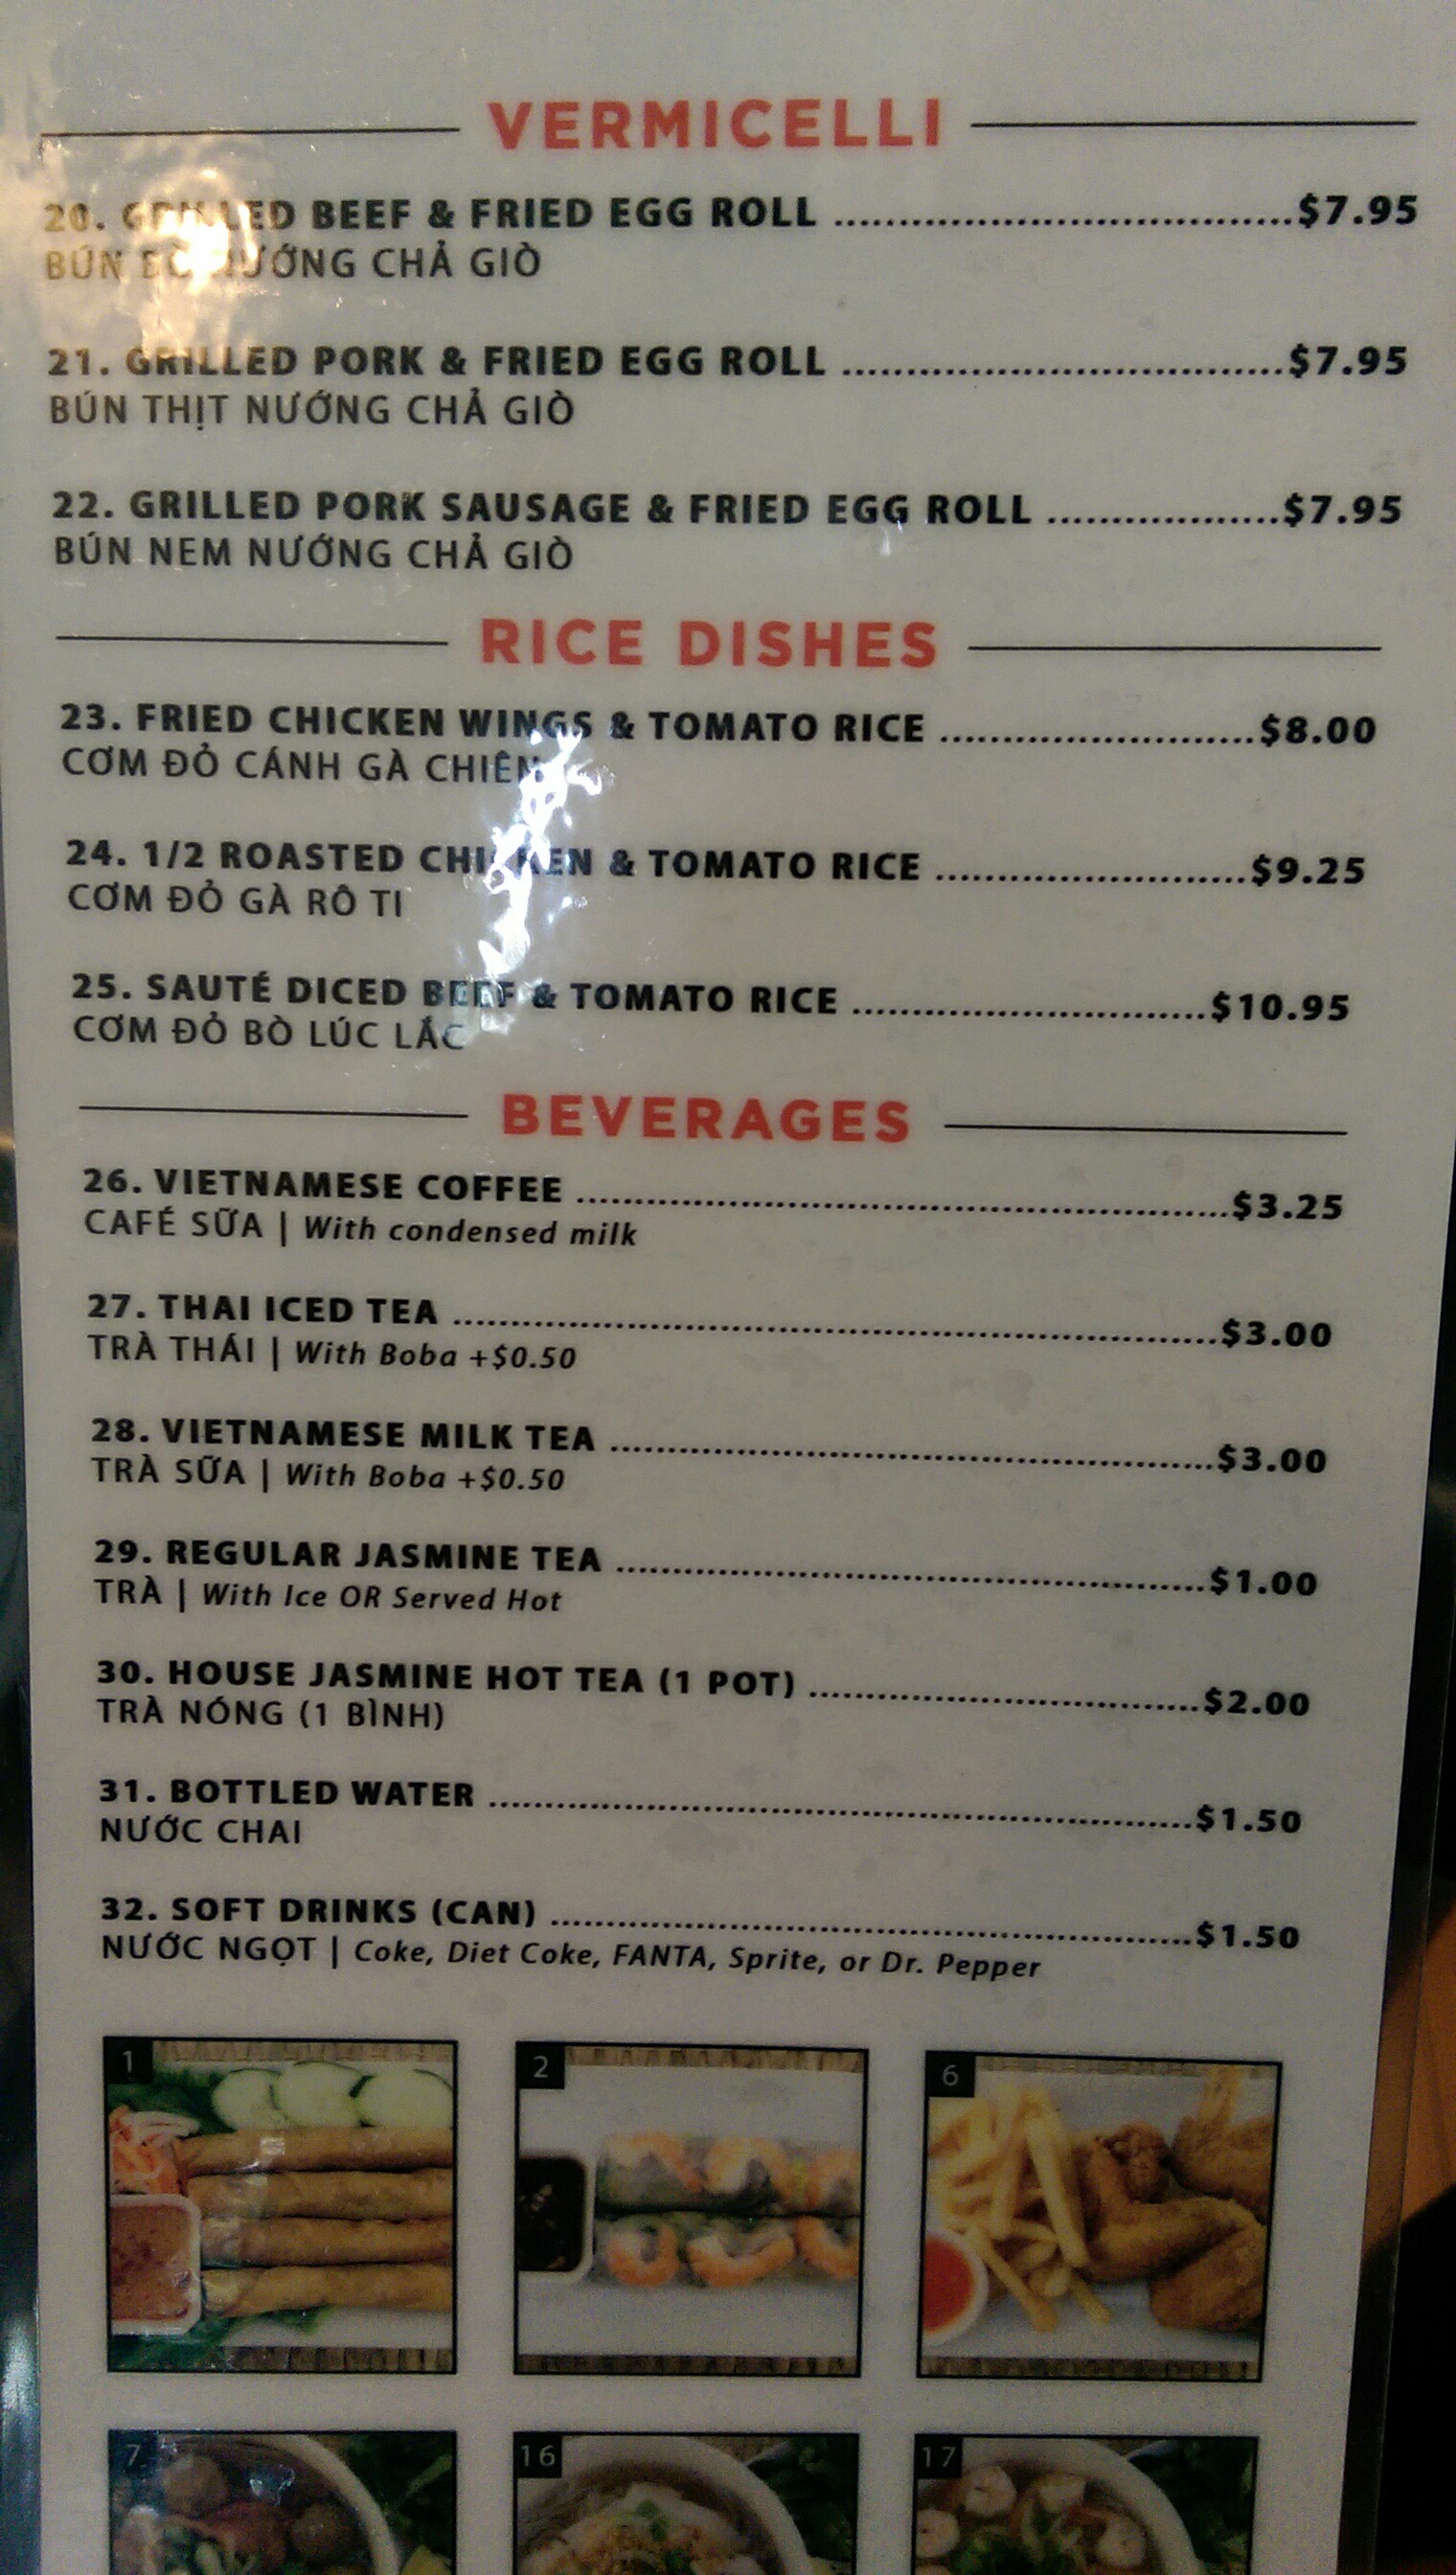 VERMICELLI
20. GRILLED BEEF & FRIED EGG ROLL ................................... $7.95
BÚN BÒ NƯỚNG CHẢ GIÒ
21. GRILLED PORK & FRIED EGG ROLL .................................. $7.95
BÚN THỊT NƯỚNG CHẢ GIÒ
22. GRILLED PORK SAUSAGE & FRIED EGG ROLL .................. $7.95
BÚN NEM NƯỚNG CHẢ GIÒ
RICE DISHES
23. FRIED CHICKEN WINGS & TOMATO RICE ......................... $8.00
CƠM ĐỎ CÁNH GÀ CHIÊN
24. 1/2 ROASTED CHICKEN & TOMATO RICE ......................... $9.25
CƠM ĐỎ GÀ RÔ TI
25. SAUTÉ DICED BEEF & TOMATO RICE ............................. $10.95
CƠM ĐỎ BÒ LÚC LẮC
BEVERAGES
26. VIETNAMESE COFFEE ......................................................... $3.25
CAFÉ SỮA | With condensed milk
27. THAI ICED TEA .................................................................... $3.00
TRÀ THÁI | With Boba +$0.50
28. VIETNAMESE MILK TEA ...................................................... $3.00
TRÀ SỮA | With Boba +$0.50
29. REGULAR JASMINE TEA ..................................................... $1.00
TRÀ | With Ice OR Served Hot
30. HOUSE JASMINE HOT TEA (1 POT) ................................... $2.00
TRÀ NÓNG (1 BÌNH)
31. BOTTLED WATER ................................................................ $1.50
NƯỚC CHAI
32. SOFT DRINKS (CAN) .......................................................... $1.50
NƯỚC NGỌT | Coke, Diet Coke, FANTA, Sprite, or Dr. Pepper
1
2
6
7
16
17